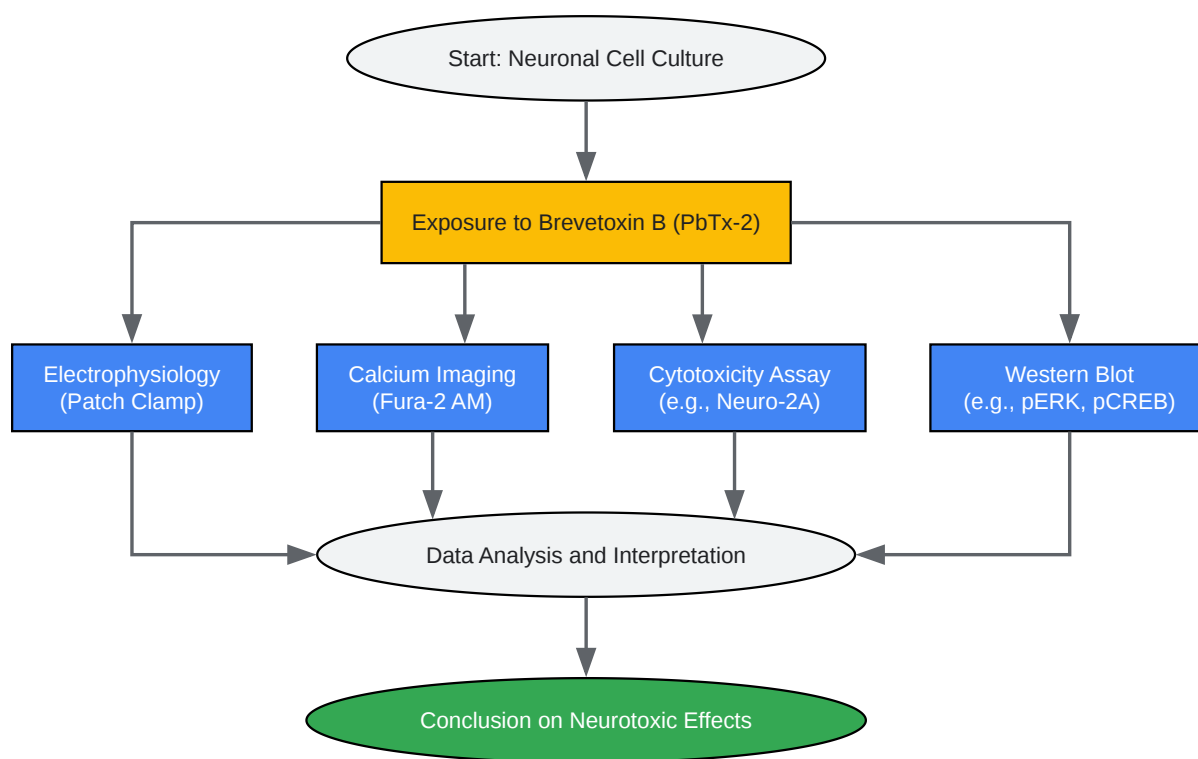 Start: Neuronal Cell Culture
Exposure to Brevetoxin B (PbTx-2)
Electrophysiology
(Patch Clamp)
Calcium Imaging
(Fura-2 AM)
Cytotoxicity Assay
(e.g., Neuro-2A)
Western Blot
(e.g., pERK, pCREB)
Data Analysis and Interpretation
Conclusion on Neurotoxic Effects